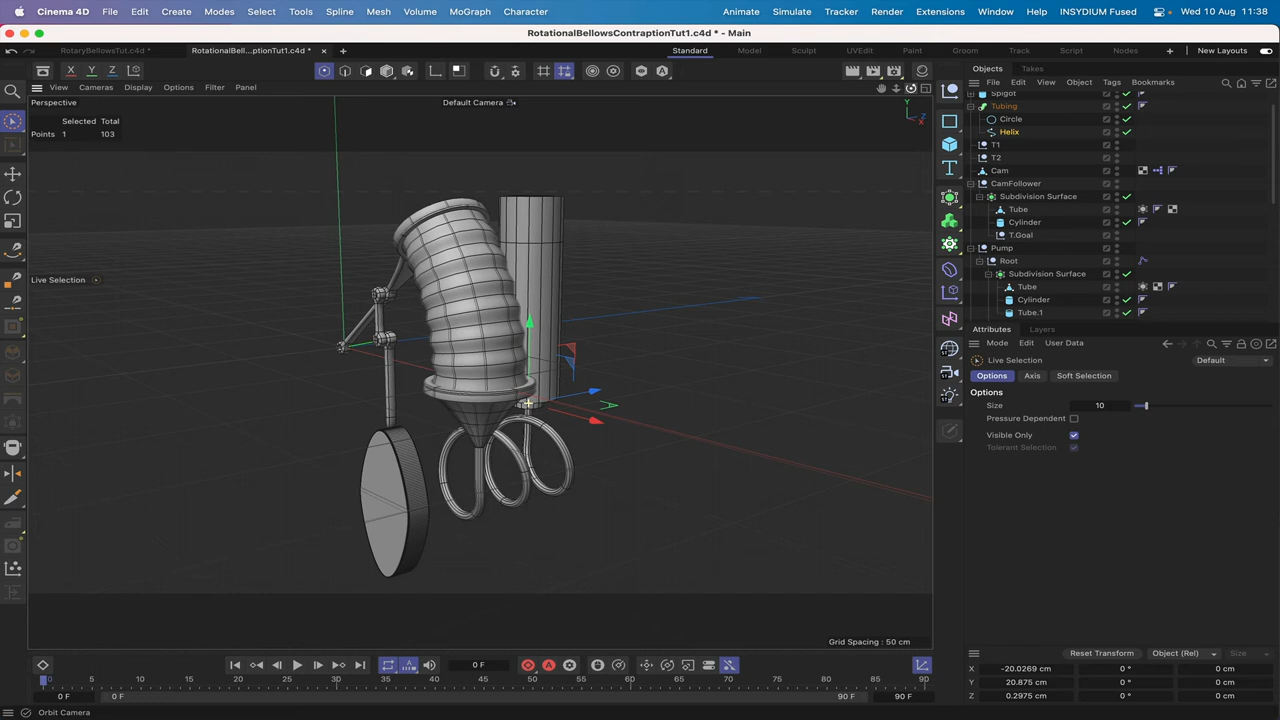 Cinema 4D File Edit Create Modes Select Tools Spline Mesh Volume MoGraph Character Animate Simulate Tracker Render Extensions Window Help INSYDIUM Fused Wed 10 Aug 11:38
RotationalBellowsContraptionTut1.c4d * - Main
RotaryBellowsTut.c4d * RotationalBell...ptionTut1.c4d * Standard Model Sculpt UVEdit Paint Groom Track Script Nodes New Layouts
X Y Z Objects Takes
View Cameras Display Options Filter Panel File Edit View Object Tags Bookmarks
Perspective Default Camera Spigot
Tubing
Selected Total Circle
Points 1 103 Helix
T1
T2
Cam
CamFollower
Subdivision Surface
Tube
Cylinder
T.Goal
Pump
Root
Live Selection Subdivision Surface
Tube
Cylinder
Tube.1
Attributes Layers
Mode Edit User Data
Live Selection Default
Options Axis Soft Selection
Options
Size 10
Pressure Dependent
Visible Only
Tolerant Selection
Grid Spacing : 50 cm
Reset Transform Object (Rel) Size
0 F
X -20.0269 cm 0 ° 0 cm
0 5 10 15 20 25 30 35 40 45 50 55 60 65 70 75 80 85 90 Y 20.875 cm 0 ° 0 cm
0 F 0 F 90 F 90 F Z 0.2975 cm 0 ° 0 cm
Orbit Camera